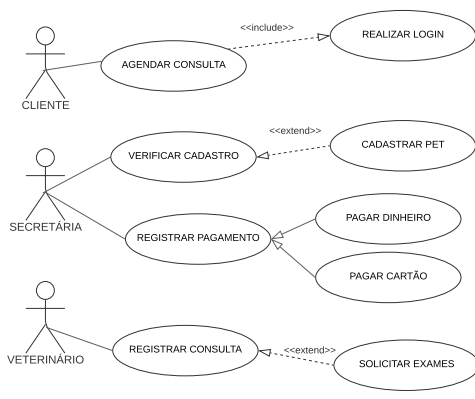 <<include>>
REALIZAR LOGIN
AGENDAR CONSULTA
CLIENTE
<<extend>>
CADASTRAR PET
VERIFICAR CADASTRO
SECRETÁRIA
PAGAR DINHEIRO
REGISTRAR PAGAMENTO
PAGAR CARTÃO
REGISTRAR CONSULTA
<<extend>>
VETERINÁRIO
SOLICITAR EXAMES